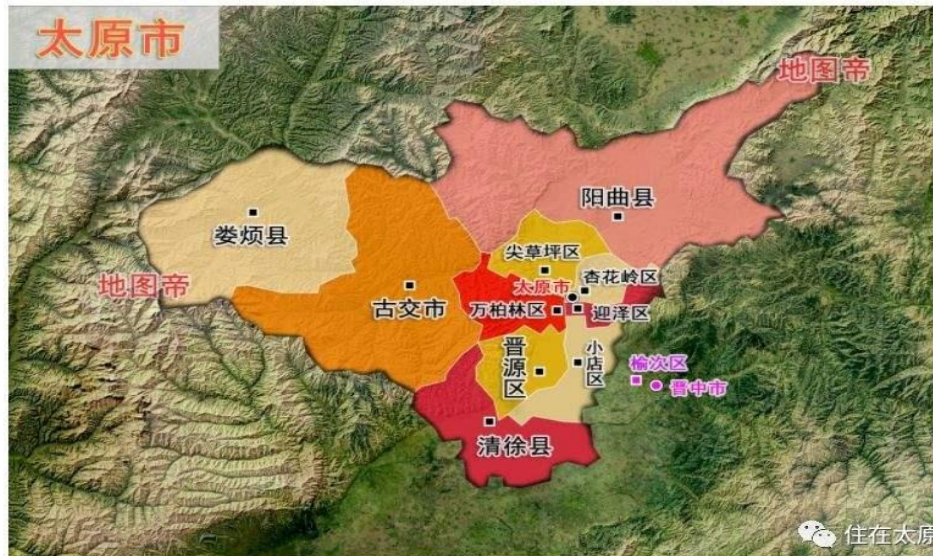 太原市
地图帝
阳曲县
娄烦县
尖草坪区
杏花岭区
太原市
地图帝
古交市
万柏林区
迎泽区
晋源区
小店区
榆次区
晋中市
清徐县
住在太原